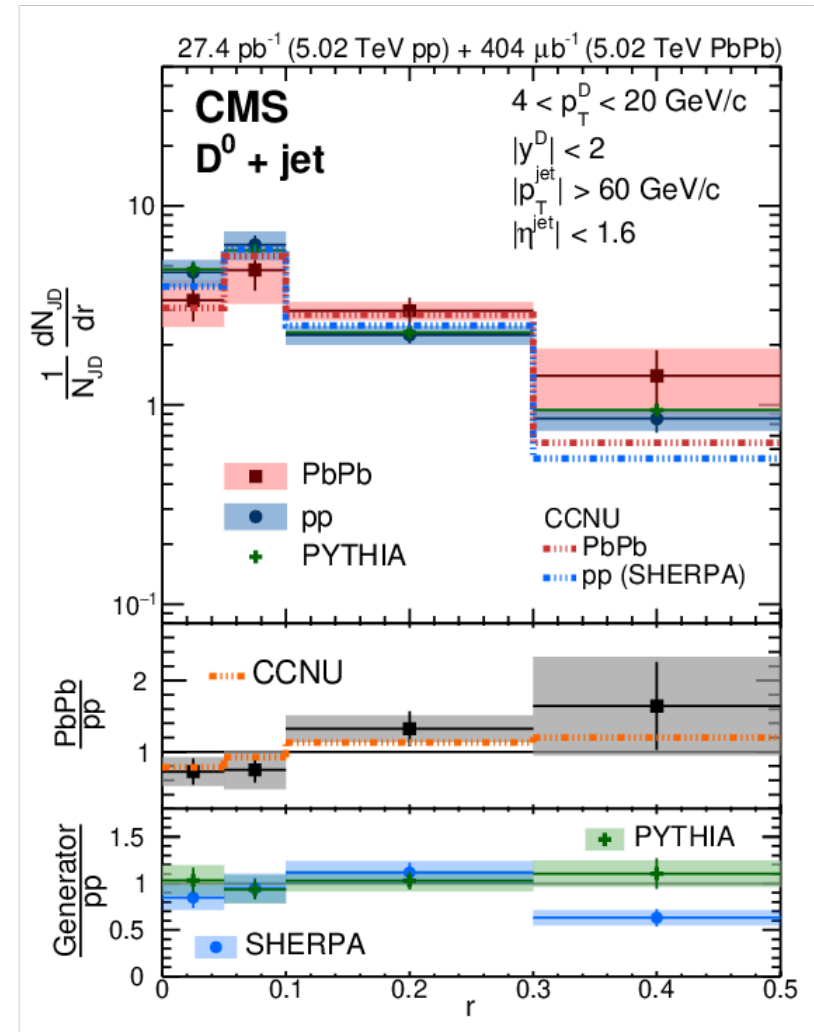 27.4 pb⁻¹ (5.02 TeV pp) + 404 μb⁻¹ (5.02 TeV PbPb)
CMS
D⁰ + jet
4 < p_T^D < 20 GeV/c
|y^D| < 2
|p_T^jet| > 60 GeV/c
|η^jet| < 1.6
10
1
10⁻¹
1/N_JD dN_JD/dr
PbPb
pp
PYTHIA
CCNU
PbPb
pp (SHERPA)
PbPb/pp
2
1
CCNU
Generator/pp
1.5
1
0.5
0
PYTHIA
SHERPA
0 0.1 0.2 0.3 0.4 0.5
r